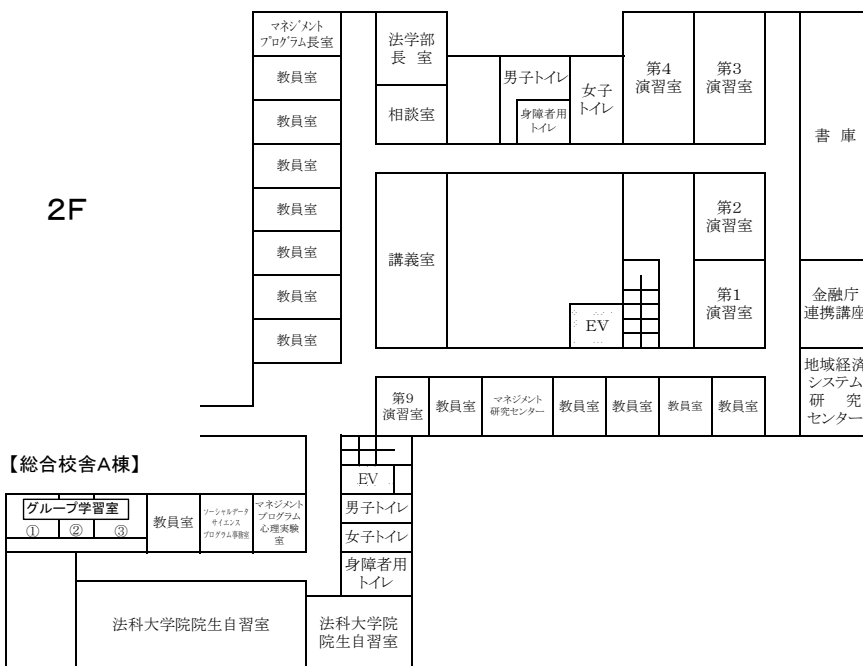 マネジメント
プログラム長室
教員室
教員室
教員室
教員室
教員室
教員室
教員室
法学部
長 室
相談室
男子トイレ
身障者用
トイレ
女子
トイレ
第4
演習室
第3
演習室
書 庫
2F
講義室
EV
第2
演習室
第1
演習室
金融庁
連携講座
地域経済
システム
研 究
センター
第9
演習室
教員室
マネジメント
研究センター
教員室
教員室
教員室
教員室
【総合校舎A棟】
グループ学習室
① ② ③
教員室
ソーシャルデータ
サイエンス
プログラム事務室
マネジメント
プログラム
心理実験
室
EV
男子トイレ
女子トイレ
身障者用
トイレ
法科大学院院生自習室
法科大学院
院生自習室